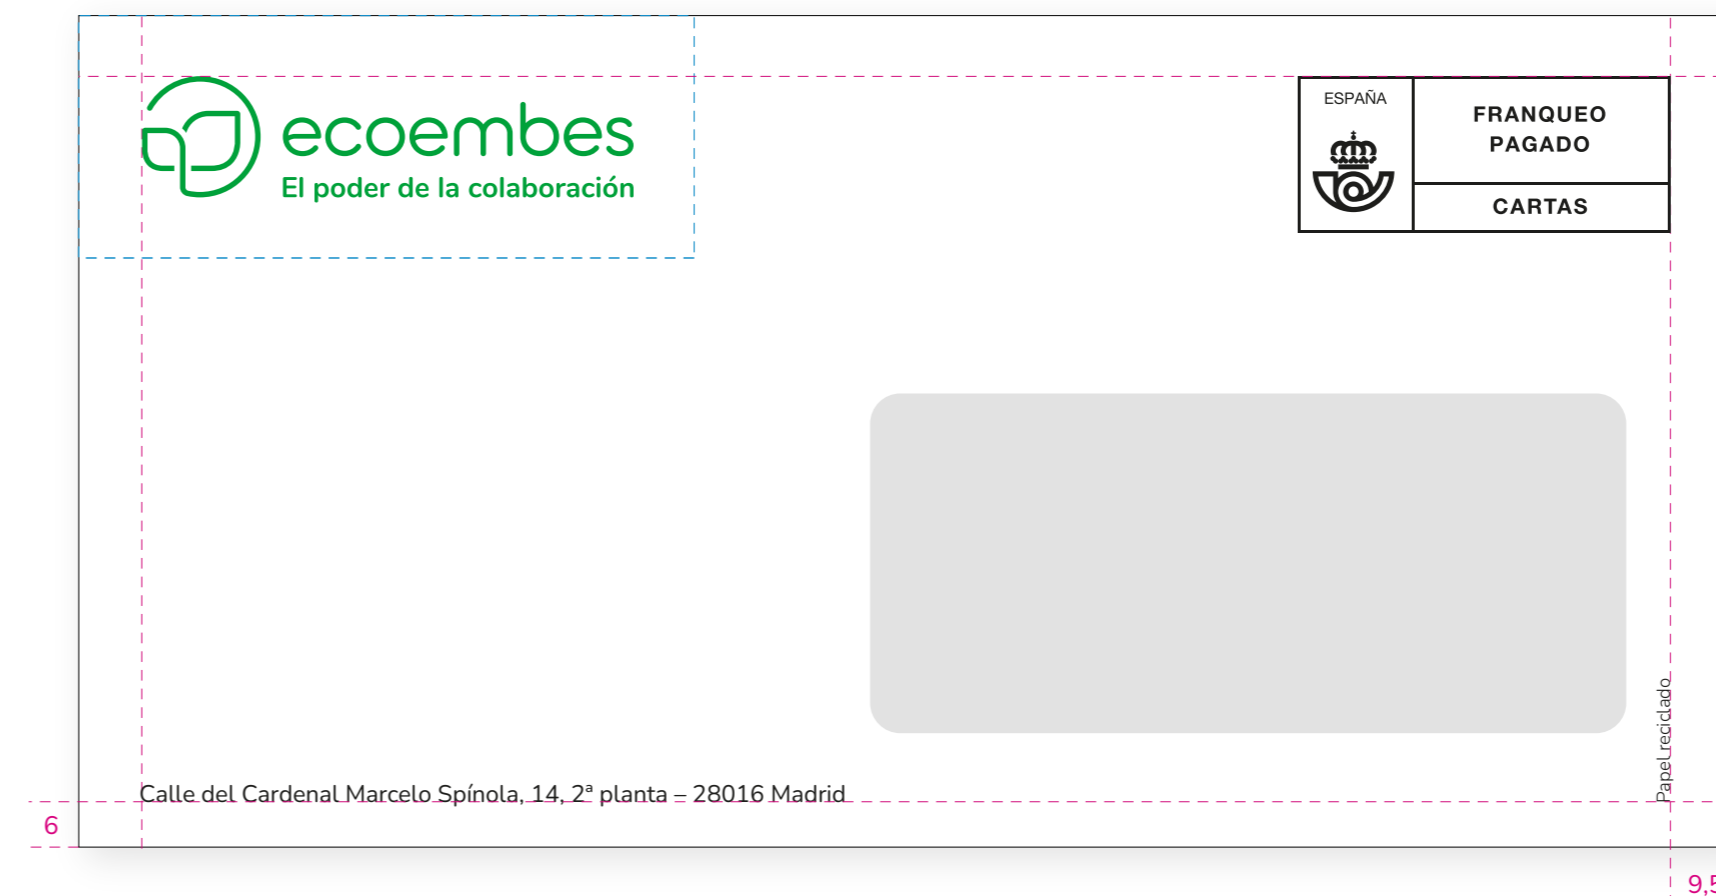 ecoembes
El poder de la colaboración
ESPAÑA
FRANQUEO
PAGADO
CARTAS
Papel reciclado
Calle del Cardenal Marcelo Spínola, 14, 2ª planta – 28016 Madrid
6
9,5